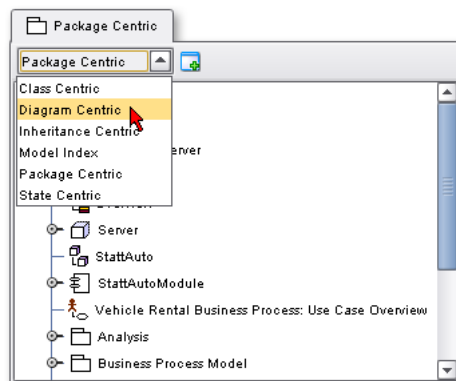 Package Centric
Package Centric
Class Centric
Diagram Centric
Inheritance Centric
Model Index
Package Centric
State Centric
Server
StattAuto
StattAutoModule
Vehicle Rental Business Process: Use Case Overview
Analysis
Business Process Model